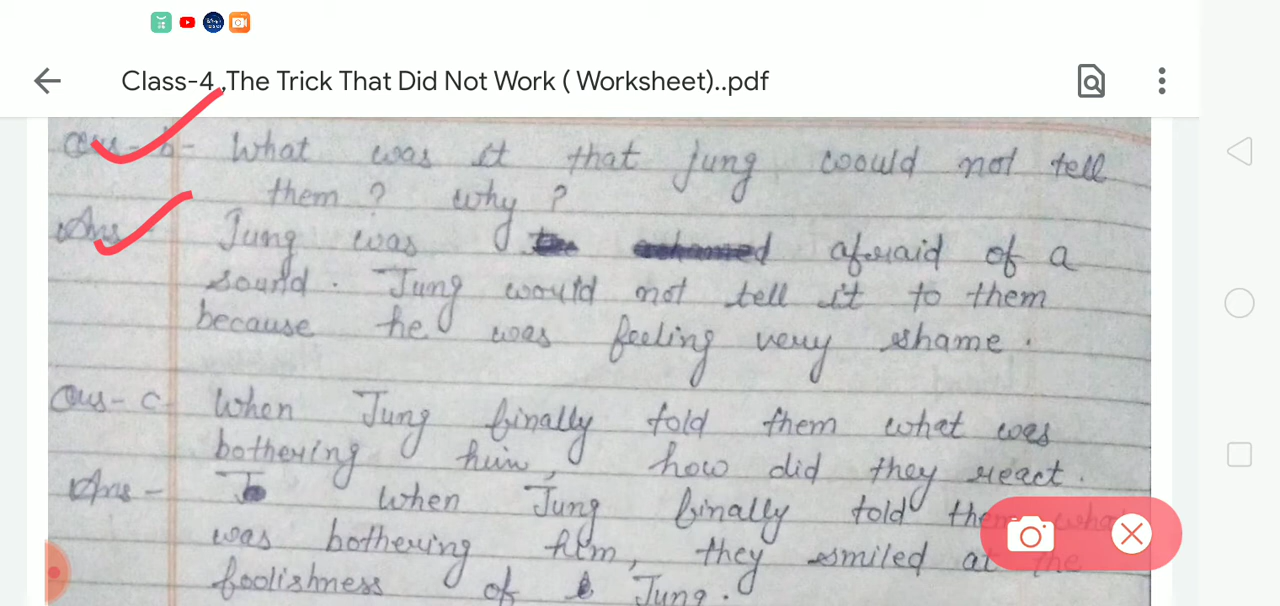 Class-4 ,The Trick That Did Not Work ( Worksheet)..pdf
Qus - b - What was it that jung would not tell
them ? why ?
Ans - Jung was afraid of a
sound . Jung would not tell it to them
because he was feeling very shame .
Qus - c When Jung finally told them what was
bothering him , how did they react .
Ans - When Jung finally told them what
was bothering him , they smiled at the
foolishness of Jung .